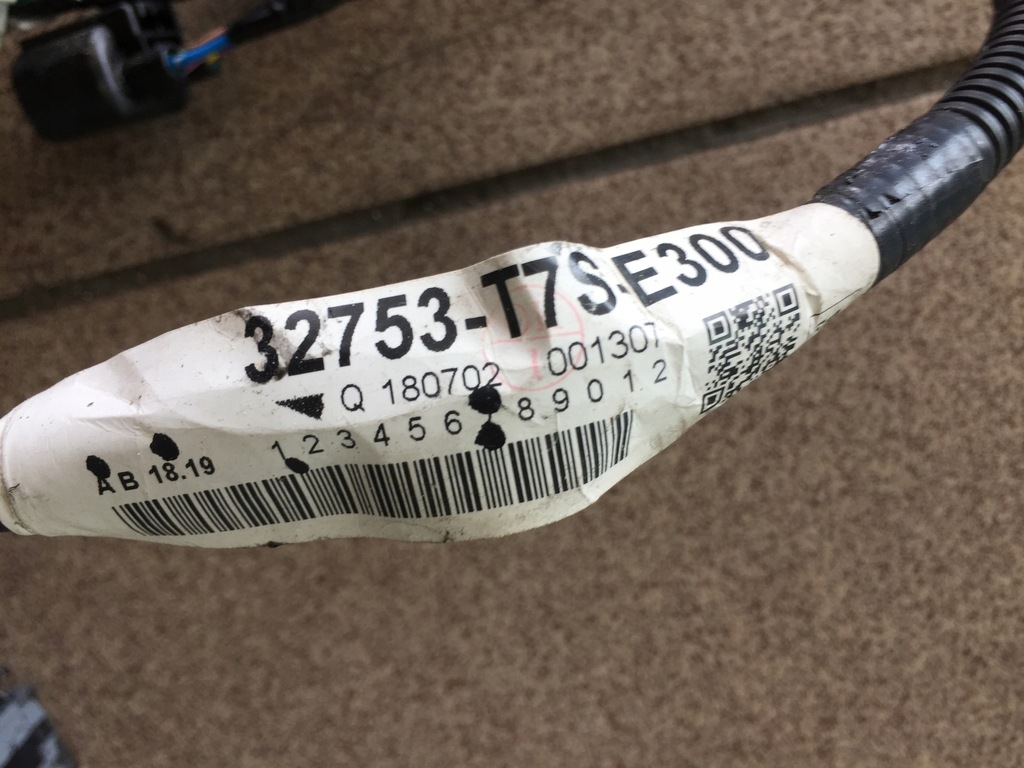 32753-T7S-E300
Q 180702 001307
1 2 3 4 5 6 8 9 0 1 2
A B 18.19